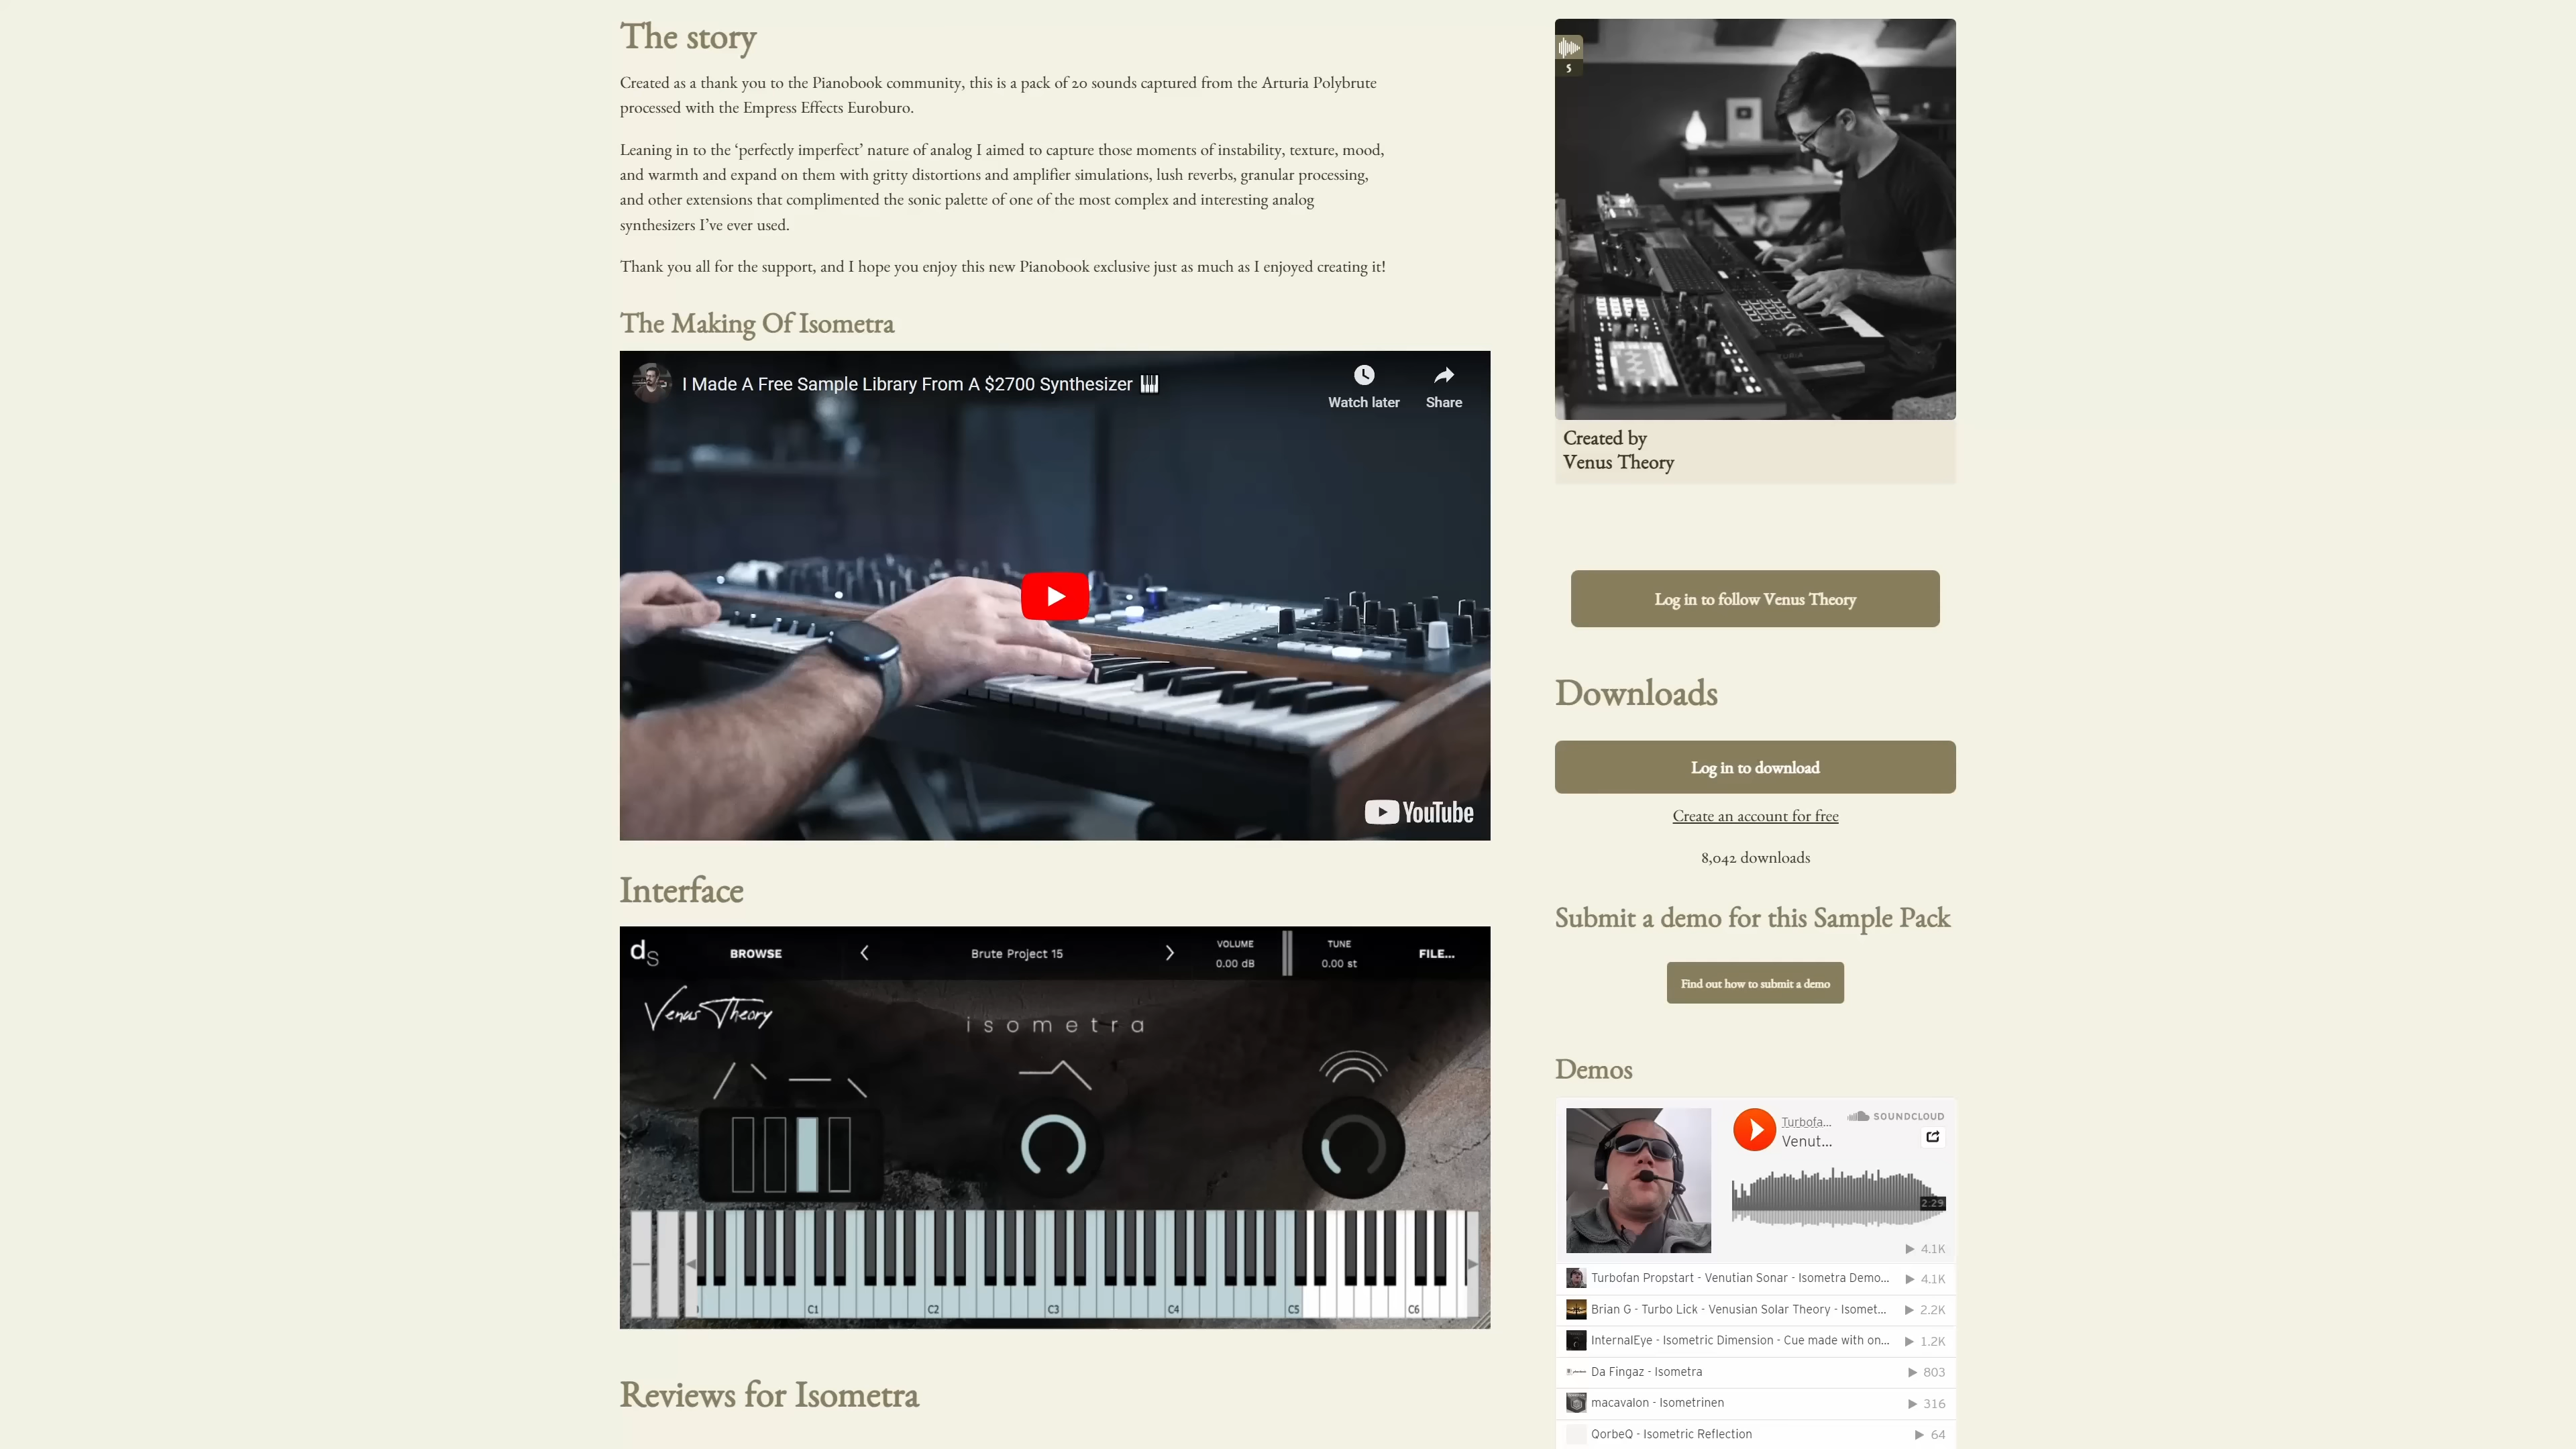 The story
Created as a thank you to the Pianobook community, this is a pack of 20 sounds captured from the Arturia Polybrute
processed with the Empress Effects Euroburo.
Leaning in to the ‘perfectly imperfect’ nature of analog I aimed to capture those moments of instability, texture, mood,
and warmth and expand on them with gritty distortions and amplifier simulations, lush reverbs, granular processing,
and other extensions that complimented the sonic palette of one of the most complex and interesting analog
synthesizers I’ve ever used.
Thank you all for the support, and I hope you enjoy this new Pianobook exclusive just as much as I enjoyed creating it!
The Making Of Isometra
I Made A Free Sample Library From A $2700 Synthesizer
Watch later
Share
YouTube
Interface
ds
BROWSE
Brute Project 15
VOLUME
0.00 dB
TUNE
0.00 st
FILE...
Venus Theory
isometra
C1
C2
C3
C4
C5
C6
Reviews for Isometra
5
Created by
Venus Theory
Log in to follow Venus Theory
Downloads
Log in to download
Create an account for free
8,042 downloads
Submit a demo for this Sample Pack
Find out how to submit a demo
Demos
Turbofa...
SOUNDCLOUD
Venut...
2:29
4.1K
Turbofan Propstart - Venutian Sonar - Isometra Demo... 4.1K
Brian G - Turbo Lick - Venusian Solar Theory - Isomet... 2.2K
InternalEye - Isometric Dimension - Cue made with on... 1.2K
Da Fingaz - Isometra 803
macavalon - Isometrinen 316
QorbeQ - Isometric Reflection 64